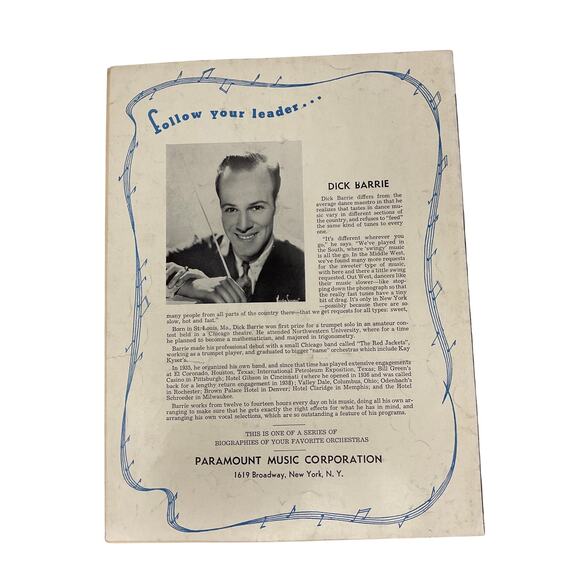 follow your leader...
DICK BARRIE
Dick Barrie differs from the
average dance maestro in that he
realizes that tastes in dance mu-
sic vary in different sections of
the country, and refuses to "feed"
the same kind of tunes to every
one.
"It's different wherever you
go," he says. "We've played in
the South, where 'swingy' music
is all the go. In the Middle West,
we've found many more requests
for the sweeter type of music,
with here and there a little swing
requested. Out West, dancers like
their music slower—like stop-
ping down the phonograph so that
the really fast tunes have a tiny
bit of drag. It's only in New York
—possibly because there are so
many people from all parts of the country there—that we get requests for all types: sweet,
slow, hot and fast."
Born in St. Louis, Mo., Dick Barrie won first prize for a trumpet solo in an amateur con-
test held in a Chicago theatre. He attended Northwestern University, where for a time
he planned to become a mathematician, and majored in trigonometry.
Barrie made his professional debut with a small Chicago band called "The Red Jackets",
working as a trumpet player, and graduated to bigger "name" orchestras which include Kay
Kyser's.
In 1935, he organized his own band, and since that time has played extensive engagements
at El Coronado, Houston, Texas; International Petroleum Exposition, Texas; Bill Green's
Casino in Pittsburgh; Hotel Gibson in Cincinnati (where he opened in 1936 and was called
back for a lengthy return engagement in 1938); Valley Dale, Columbus, Ohio; Odenbach's
in Rochester; Brown Palace Hotel in Denver; Hotel Claridge in Memphis; and the Hotel
Schroeder in Milwaukee.
Barrie works from twelve to fourteen hours every day on his music, doing all his own ar-
ranging to make sure that he gets exactly the right effects for what he has in mind, and
arranging his own vocal selections, which are so outstanding a feature of his programs.
THIS IS ONE OF A SERIES OF
BIOGRAPHIES OF YOUR FAVORITE ORCHESTRAS
PARAMOUNT MUSIC CORPORATION
1619 Broadway, New York, N. Y.